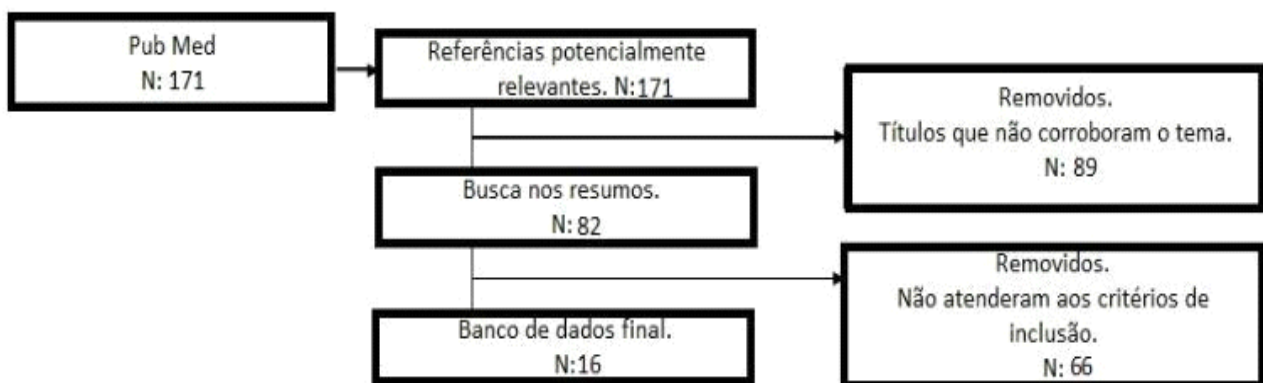 Pub Med
N: 171
Referências potencialmente
relevantes. N:171
Removidos.
Títulos que não corroboram o tema.
N: 89
Busca nos resumos.
N: 82
Removidos.
Não atenderam aos critérios de
inclusão.
N: 66
Banco de dados final.
N:16